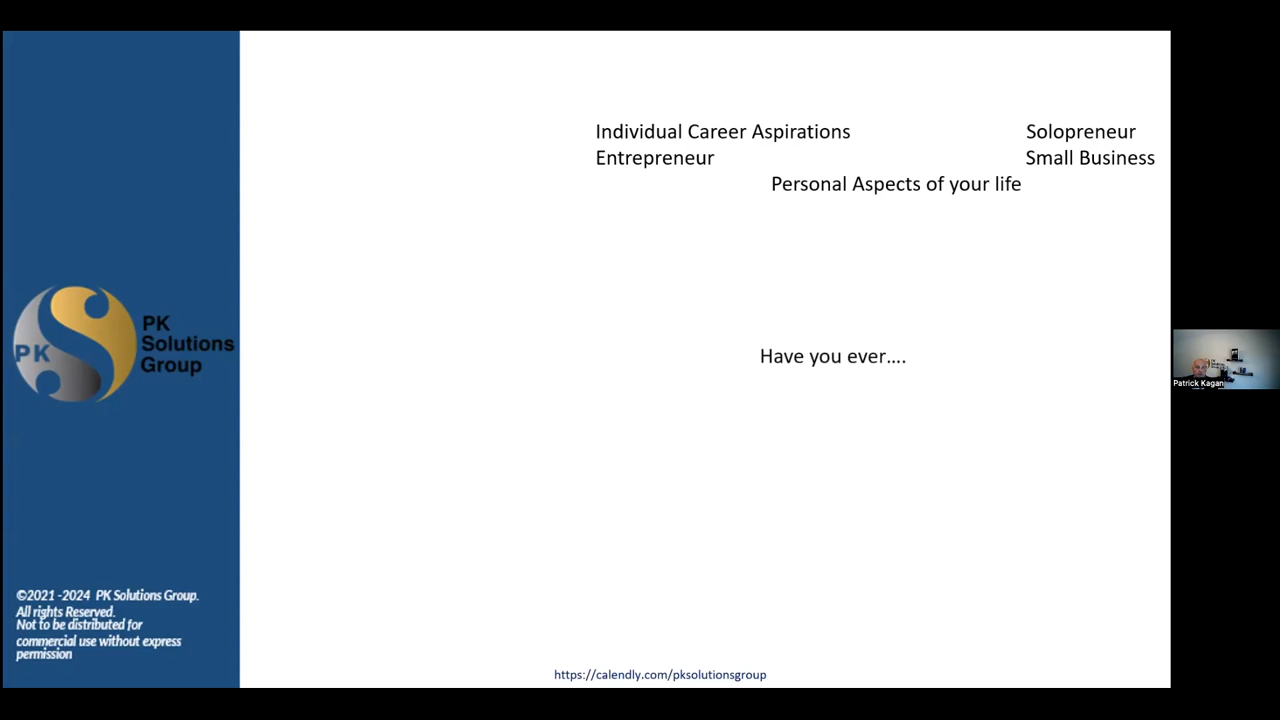 Individual Career Aspirations Solopreneur
Entrepreneur Small Business
Personal Aspects of your life
Have you ever....
PK
PK
Solutions
Group
©2021 -2024 PK Solutions Group.
All rights Reserved.
Not to be distributed for
commercial use without express
permission
https://calendly.com/pksolutionsgroup
Patrick Kagan